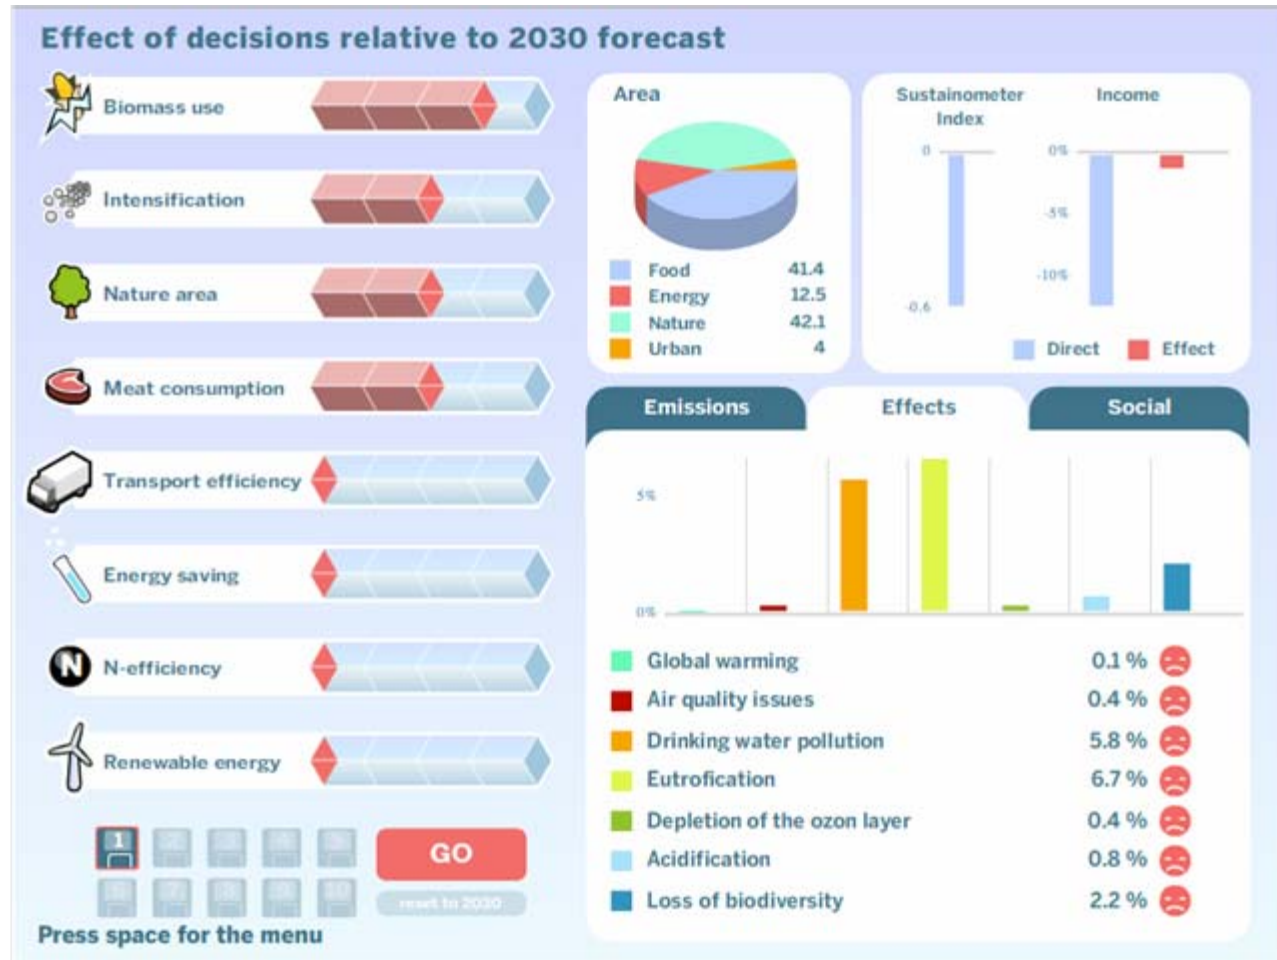 Effect of decisions relative to 2030 forecast
Biomass use
Intensification
Nature area
Meat consumption
Transport efficiency
Energy saving
N
N-efficiency
Renewable energy
1
GO
reset to 2030
Press space for the menu
Area
Food 41.4
Energy 12.5
Nature 42.1
Urban 4
Sustainometer
Index
0
-0.6
Income
0%
-5%
-10%
Direct Effect
Emissions Effects Social
5%
0%
Global warming 0.1 %
Air quality issues 0.4 %
Drinking water pollution 5.8 %
Eutrofication 6.7 %
Depletion of the ozon layer 0.4 %
Acidification 0.8 %
Loss of biodiversity 2.2 %